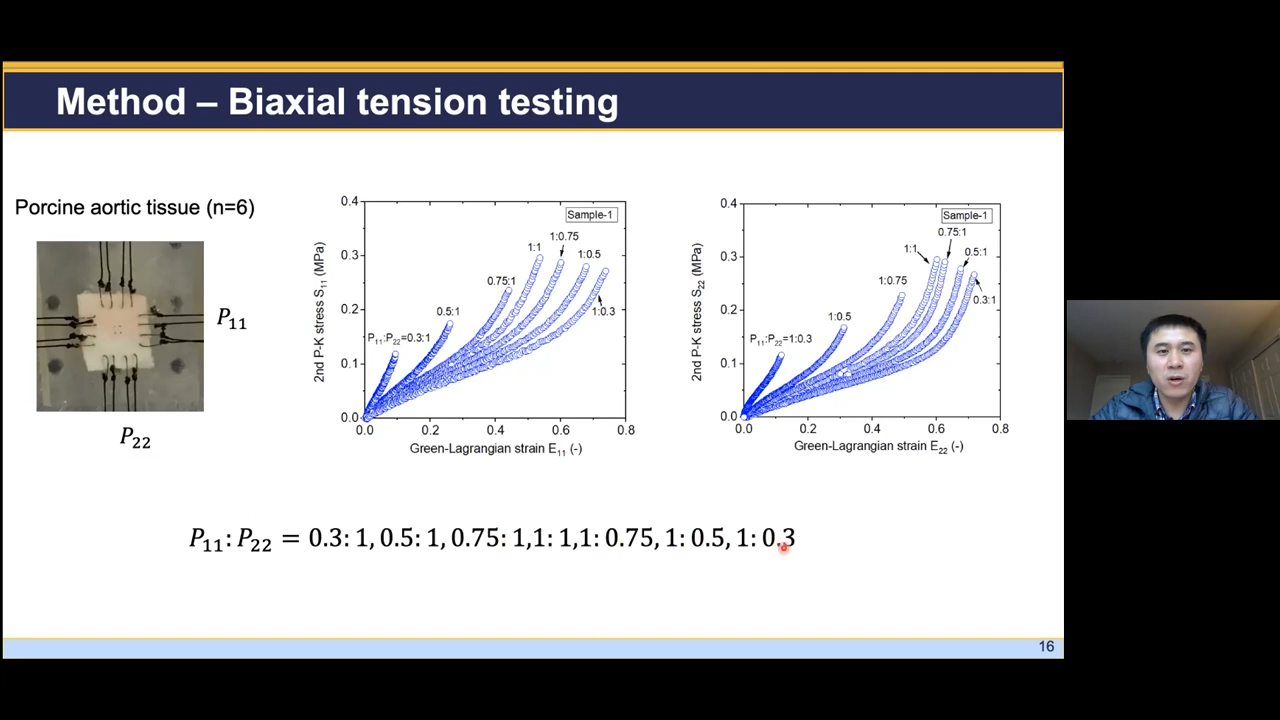 Method – Biaxial tension testing
Porcine aortic tissue (n=6)
P₁₁
P₂₂
Sample-1
2nd P-K stress S₁₁ (MPa)
0.4
0.3
0.2
0.1
0.0
P₁₁:P₂₂=0.3:1
0.5:1
0.75:1
1:1
1:0.75
1:0.5
1:0.3
0.0 0.2 0.4 0.6 0.8
Green-Lagrangian strain E₁₁ (-)
Sample-1
2nd P-K stress S₂₂ (MPa)
0.4
0.3
0.2
0.1
0.0
P₁₁:P₂₂=1:0.3
1:0.5
1:0.75
1:1
0.75:1
0.5:1
0.3:1
0.0 0.2 0.4 0.6 0.8
Green-Lagrangian strain E₂₂ (-)
P₁₁: P₂₂ = 0.3: 1, 0.5: 1, 0.75: 1,1: 1,1: 0.75, 1: 0.5, 1: 0.3
16